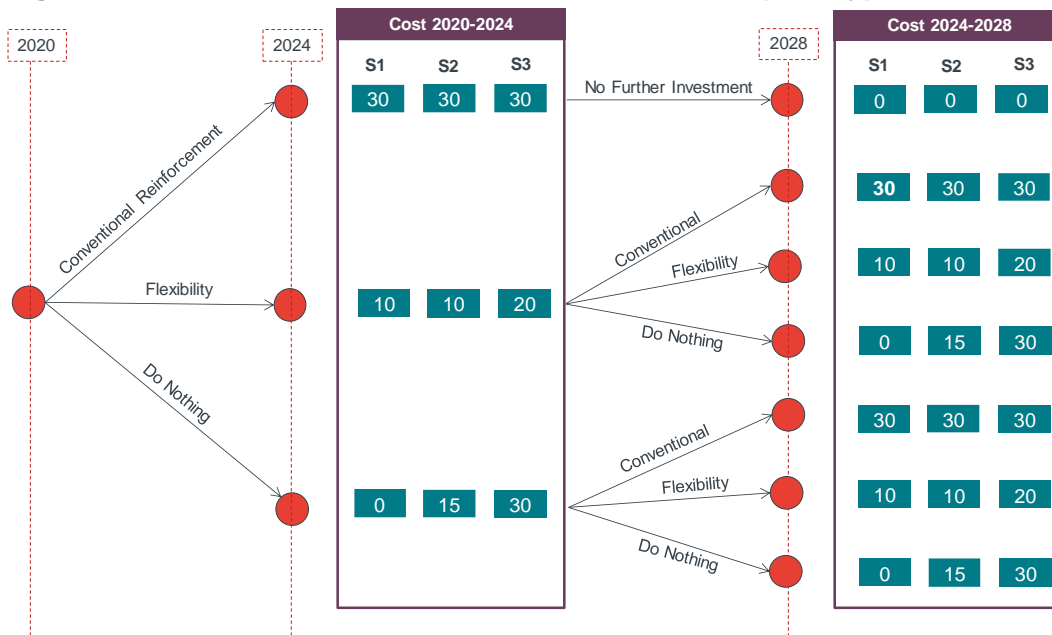 Cost 2020-2024
Cost 2024-2028
2020
2024
2028
S1 S2 S3
S1 S2 S3
30 30 30
No Further Investment
0 0 0
Conventional Reinforcement
30 30 30
Conventional
Flexibility
10 10 20
Flexibility
10 10 20
Do Nothing
0 15 30
Do Nothing
Conventional
30 30 30
Flexibility
10 10 20
0 15 30
Do Nothing
0 15 30